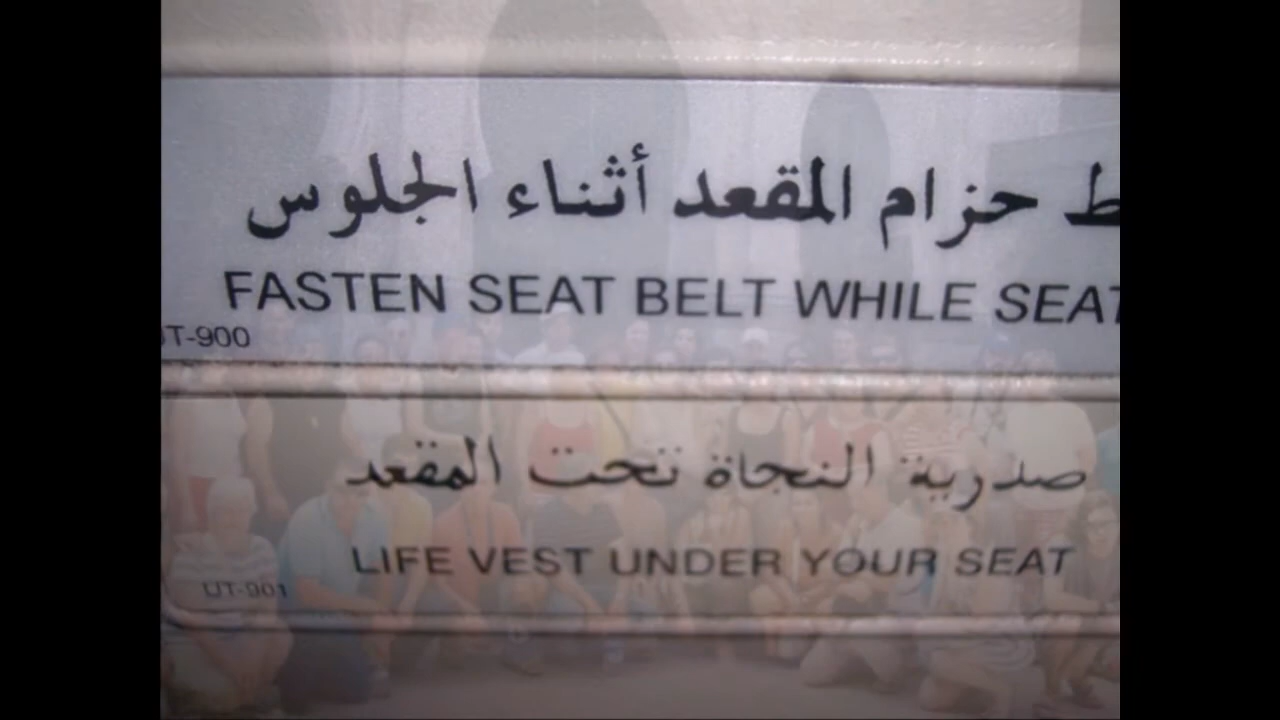 حزام المقعد أثناء الجلوس
FASTEN SEAT BELT WHILE
T-900
صدرية النجاة تحت المقعد
LIFE VEST UNDER YOUR SEAT
UT-901